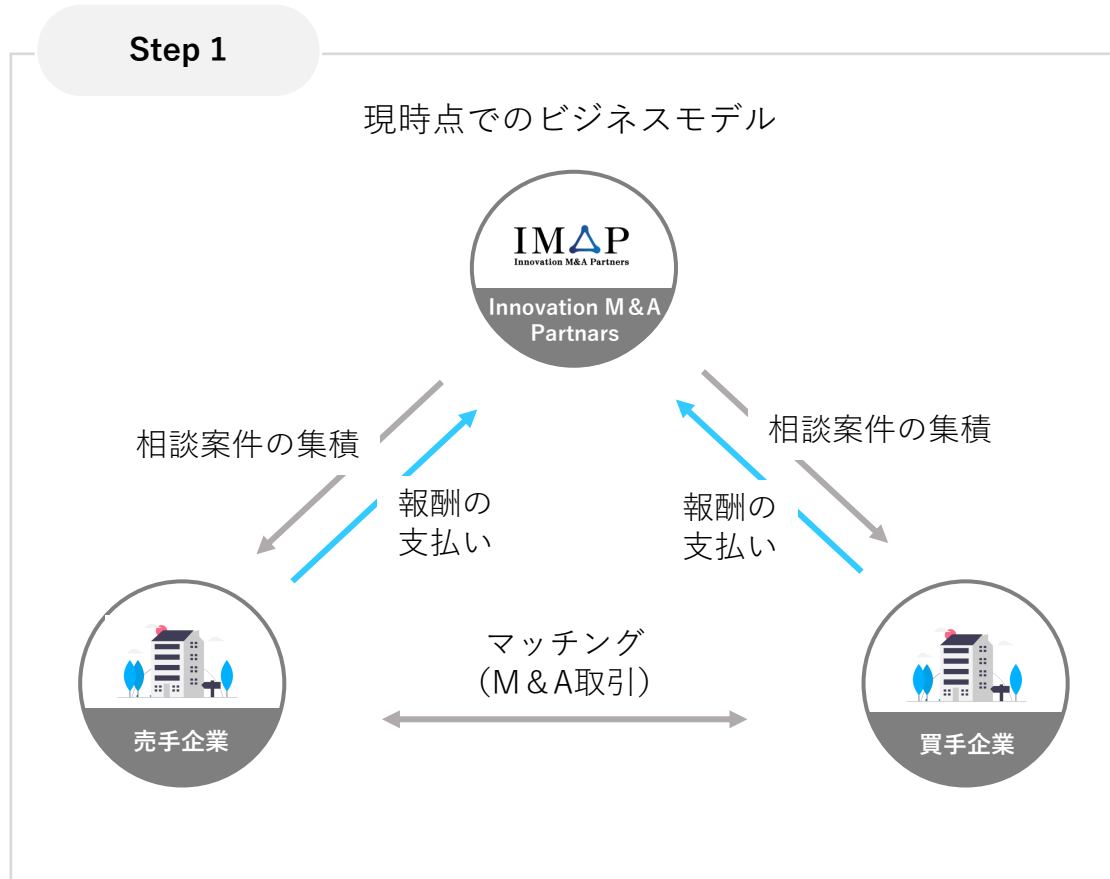 Step 1
現時点でのビジネスモデル
IMAP
Innovation M&A Partners
Innovation M&A
Partnars
相談案件の集積
相談案件の集積
報酬の
支払い
報酬の
支払い
マッチング
（M&A取引）
売手企業
買手企業